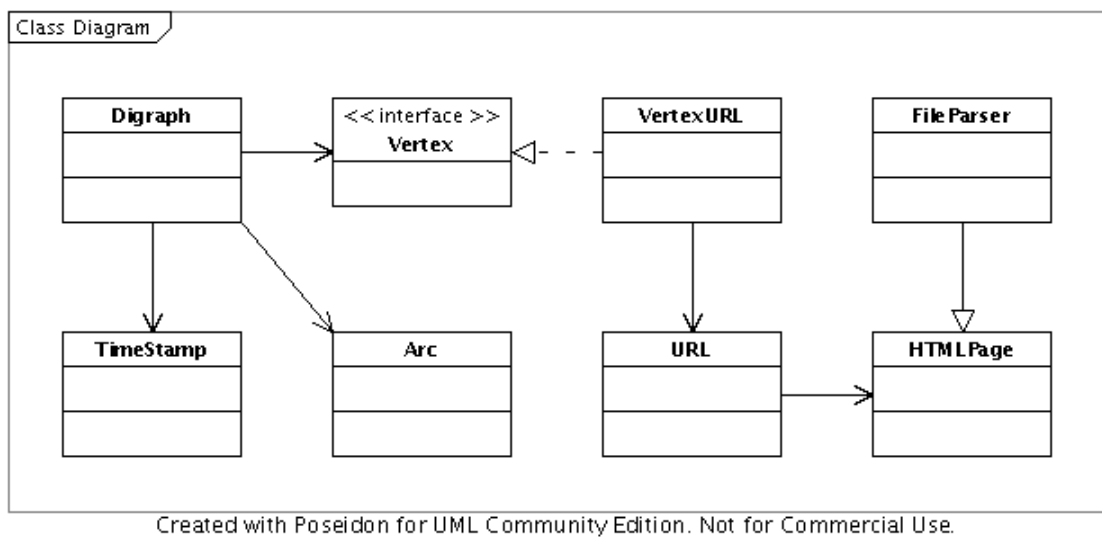 Class Diagram
Digraph
<< interface >>
Vertex
VertexURL
FileParser
TimeStamp
Arc
URL
HTMLPage
Created with Poseidon for UML Community Edition. Not for Commercial Use.